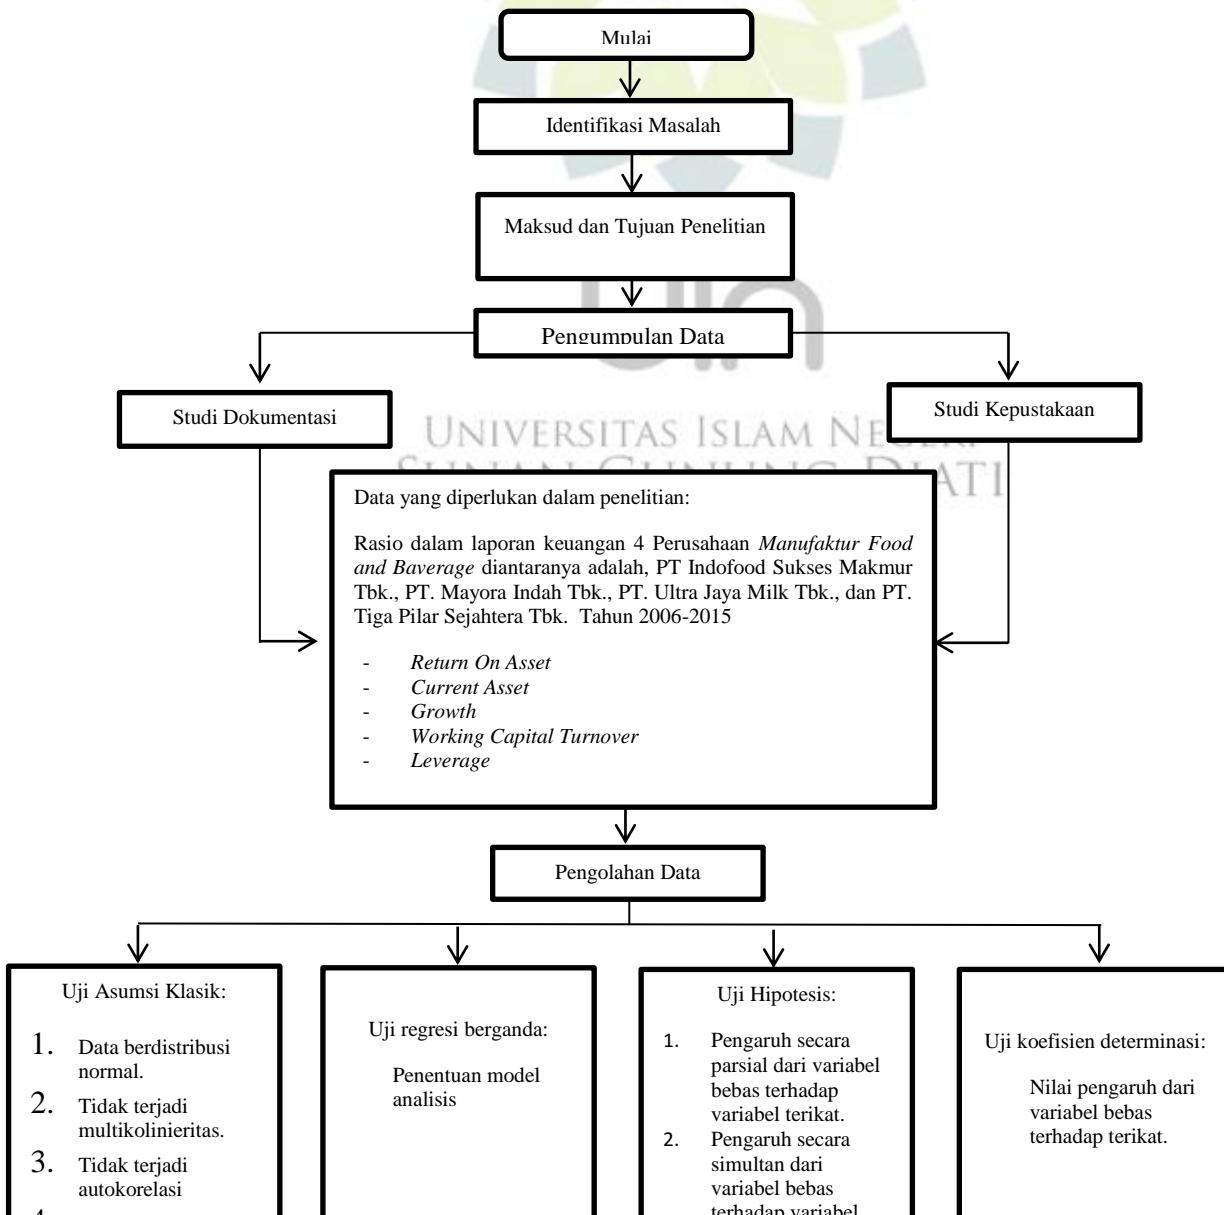 Mulai
Identifikasi Masalah
Maksud dan Tujuan Penelitian
Pengumpulan Data
Studi Dokumentasi
Studi Kepustakaan
UNIVERSITAS ISLAM NEGERI
SUNAN GUNUNG DJATI
Data yang diperlukan dalam penelitian:
Rasio dalam laporan keuangan 4 Perusahaan Manufaktur Food
and Baverage diantaranya adalah, PT Indofood Sukses Makmur
Tbk., PT. Mayora Indah Tbk., PT. Ultra Jaya Milk Tbk., dan PT.
Tiga Pilar Sejahtera Tbk. Tahun 2006-2015
- Return On Asset
- Current Asset
- Growth
- Working Capital Turnover
- Leverage
Pengolahan Data
Uji Asumsi Klasik:
1. Data berdistribusi
normal.
2. Tidak terjadi
multikolinieritas.
3. Tidak terjadi
autokorelasi
Uji regresi berganda:
Penentuan model
analisis
Uji Hipotesis:
1. Pengaruh secara
parsial dari variabel
bebas terhadap
variabel terikat.
2. Pengaruh secara
simultan dari
variabel bebas
terhadap variabel
Uji koefisien determinasi:
Nilai pengaruh dari
variabel bebas
terhadap terikat.